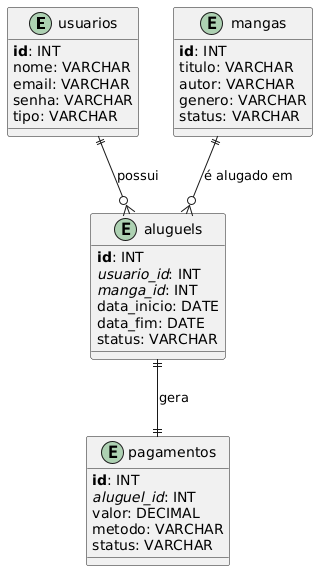 E usuarios
id: INT
nome: VARCHAR
email: VARCHAR
senha: VARCHAR
tipo: VARCHAR
E mangas
id: INT
titulo: VARCHAR
autor: VARCHAR
genero: VARCHAR
status: VARCHAR
possui
é alugado em
E aluguels
id: INT
usuario_id: INT
manga_id: INT
data_inicio: DATE
data_fim: DATE
status: VARCHAR
gera
E pagamentos
id: INT
aluguel_id: INT
valor: DECIMAL
metodo: VARCHAR
status: VARCHAR